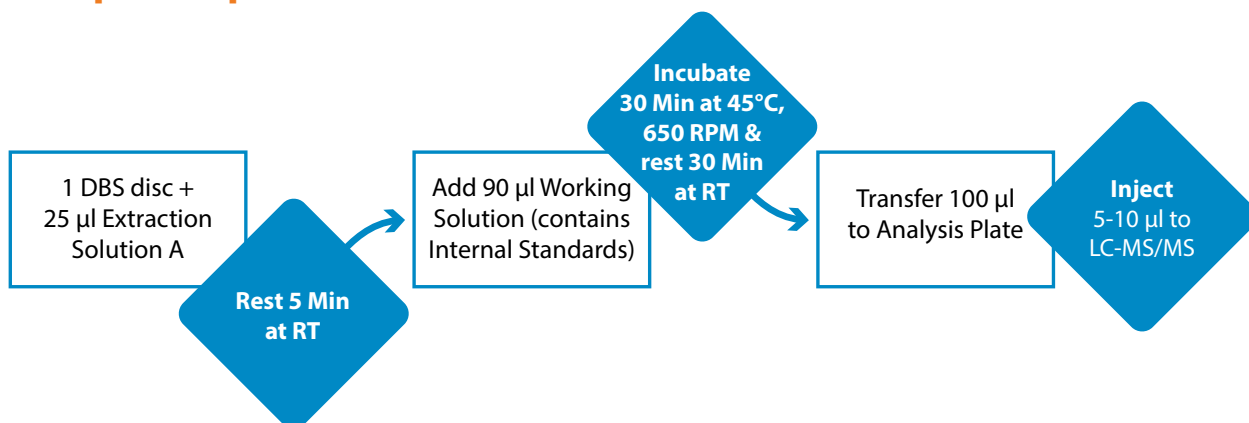 1 DBS disc +
25 µl Extraction
Solution A
Rest 5 Min
at RT
Add 90 µl Working
Solution (contains
Internal Standards)
Incubate
30 Min at 45°C,
650 RPM &
rest 30 Min
at RT
Transfer 100 µl
to Analysis Plate
Inject
5-10 µl to
LC-MS/MS